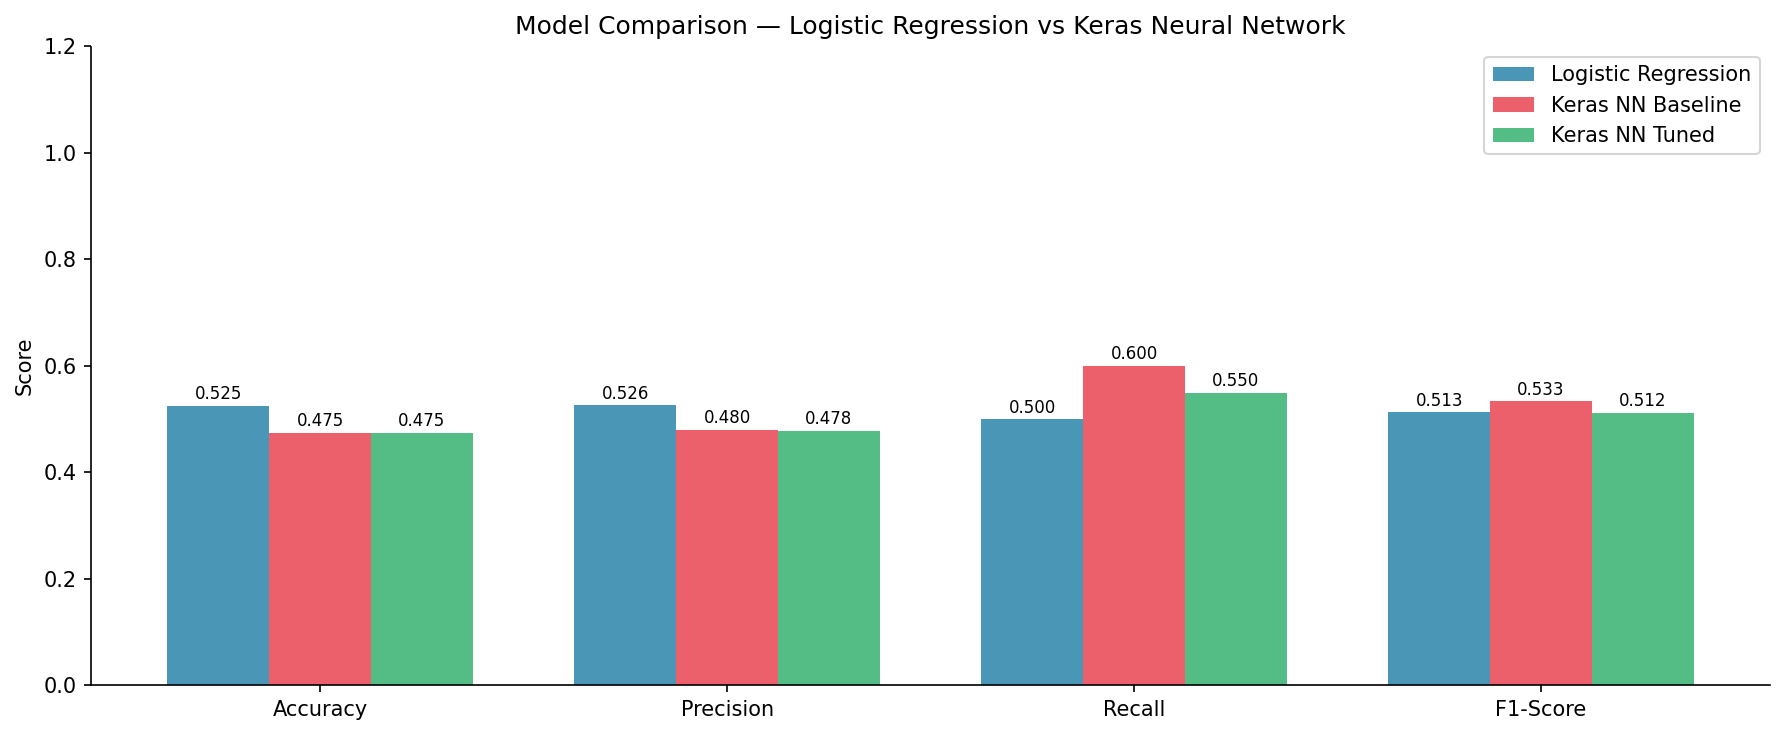 Model Comparison — Logistic Regression vs Keras Neural Network
Logistic Regression
Keras NN Baseline
Keras NN Tuned
Score
1.2
1.0
0.8
0.6
0.4
0.2
0.0
0.525
0.475
0.475
0.526
0.480
0.478
0.500
0.600
0.550
0.513
0.533
0.512
Accuracy
Precision
Recall
F1-Score